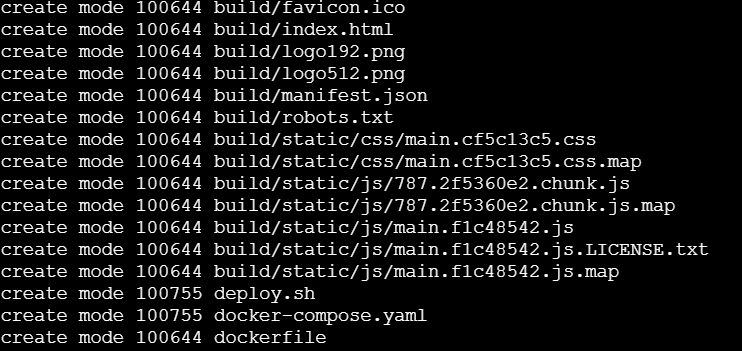 create mode 100644 build/favicon.ico
create mode 100644 build/index.html
create mode 100644 build/logo192.png
create mode 100644 build/logo512.png
create mode 100644 build/manifest.json
create mode 100644 build/robots.txt
create mode 100644 build/static/css/main.cf5c13c5.css
create mode 100644 build/static/css/main.cf5c13c5.css.map
create mode 100644 build/static/js/787.2f5360e2.chunk.js
create mode 100644 build/static/js/787.2f5360e2.chunk.js.map
create mode 100644 build/static/js/main.f1c48542.js
create mode 100644 build/static/js/main.f1c48542.js.LICENSE.txt
create mode 100644 build/static/js/main.f1c48542.js.map
create mode 100755 deploy.sh
create mode 100755 docker-compose.yaml
create mode 100644 dockerfile